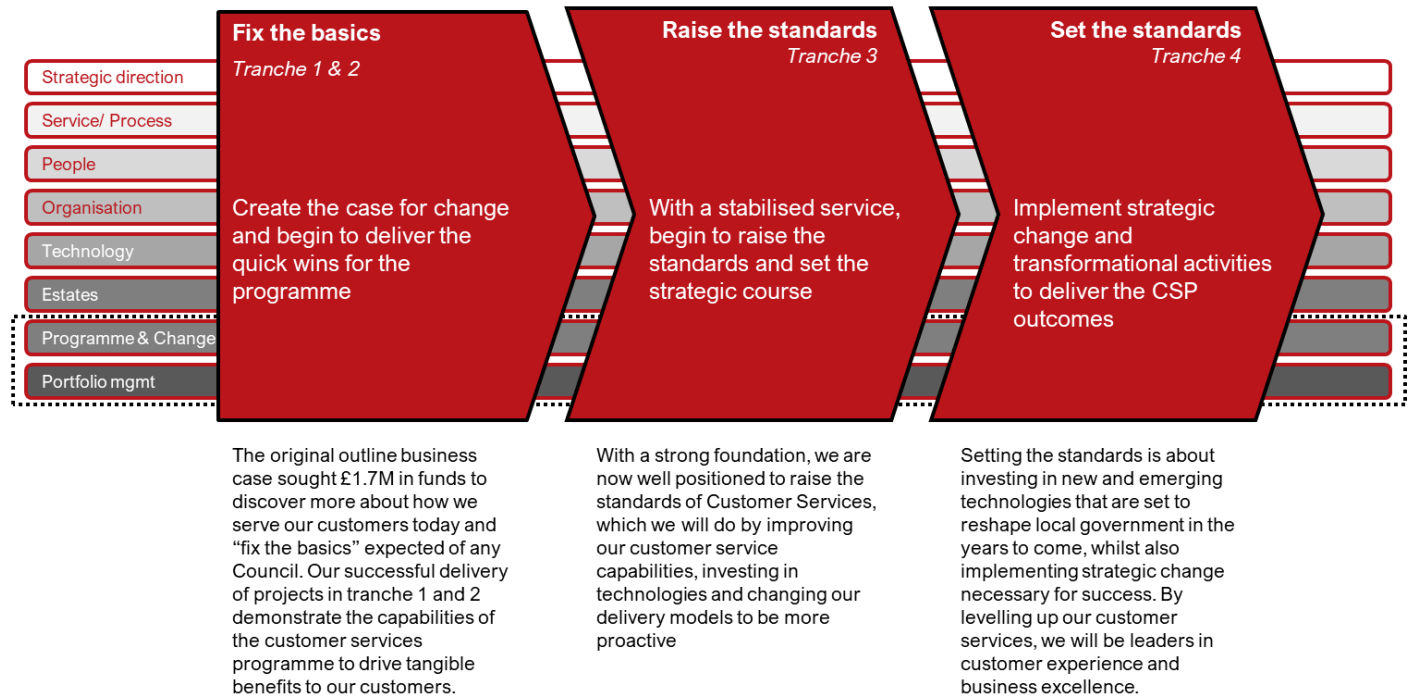 Strategic direction
Service/ Process
People
Organisation
Technology
Estates
Programme & Change
Portfolio mgmt
Fix the basics
Tranche 1 & 2
Create the case for change
and begin to deliver the
quick wins for the
programme
Raise the standards
Tranche 3
With a stabilised service,
begin to raise the
standards and set the
strategic course
Set the standards
Tranche 4
Implement strategic
change and
transformational activities
to deliver the CSP
outcomes
The original outline business
case sought £1.7M in funds to
discover more about how we
serve our customers today and
“fix the basics” expected of any
Council. Our successful delivery
of projects in tranche 1 and 2
demonstrate the capabilities of
the customer services
programme to drive tangible
benefits to our customers.
With a strong foundation, we are
now well positioned to raise the
standards of Customer Services,
which we will do by improving
our customer service
capabilities, investing in
technologies and changing our
delivery models to be more
proactive
Setting the standards is about
investing in new and emerging
technologies that are set to
reshape local government in the
years to come, whilst also
implementing strategic change
necessary for success. By
levelling up our customer
services, we will be leaders in
customer experience and
business excellence.